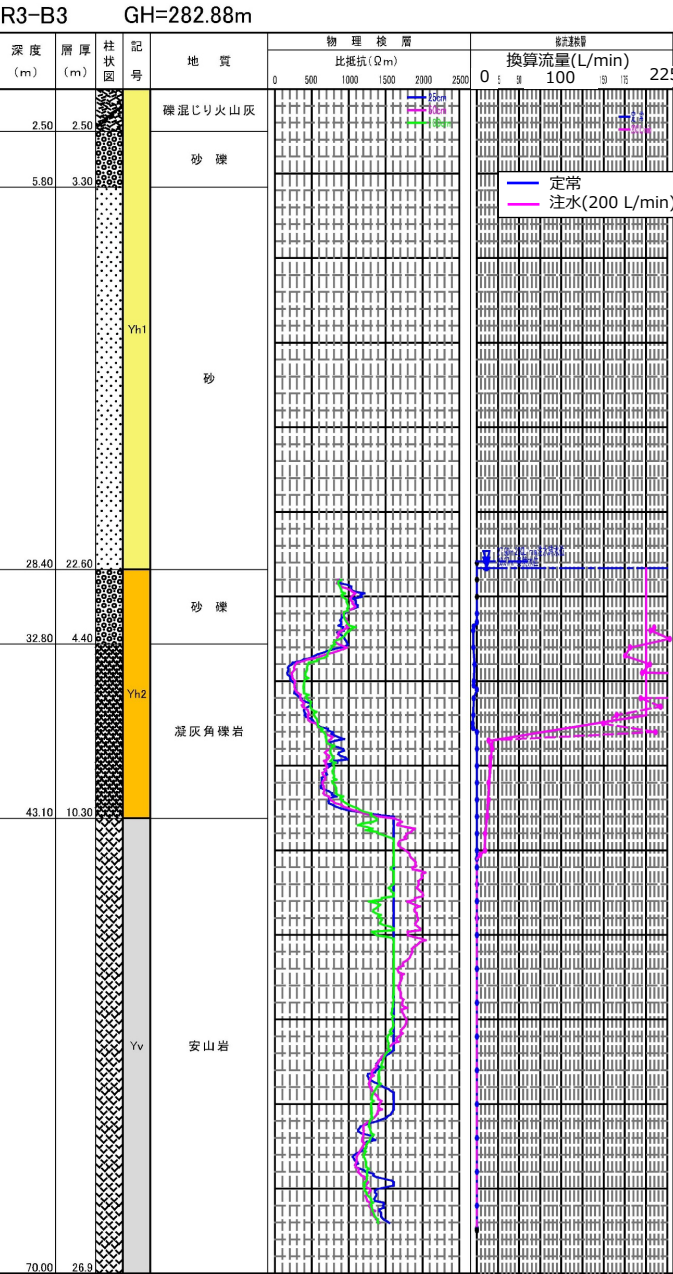 R3-B3 GH=282.88m
深度 (m) 層厚 (m) 柱状図 記号 地質
物理検層
比抵抗(Ωm)
0 500 1000 1500 2000 2500
換算流量(L/min)
0 100 225
25cm
定常
注水(200 L/min)
礫混じり火山灰
2.50 2.50
砂礫
5.80 3.30
Yh1
砂
28.40 22.60
砂礫
32.80 4.40
Yh2
凝灰角礫岩
43.10 10.30
Yv
安山岩
70.00 26.9